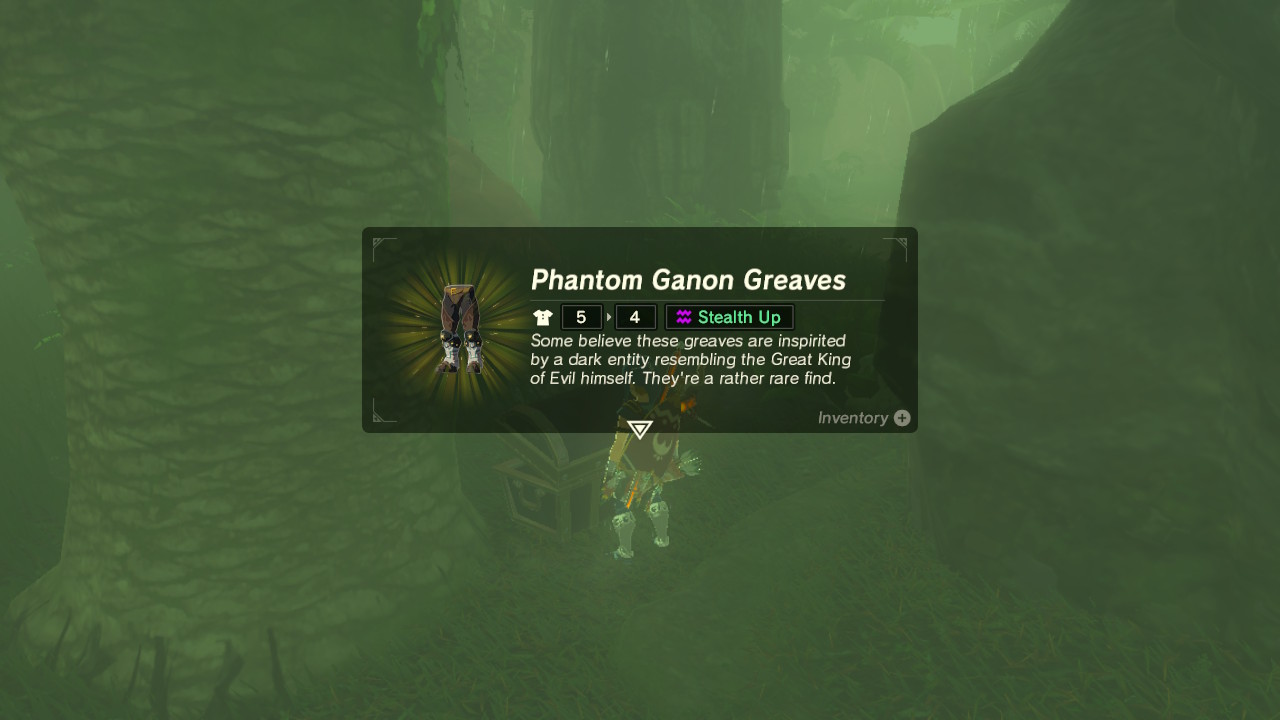 Phantom Ganon Greaves
5 4 Stealth Up
Some believe these greaves are inspirited
by a dark entity resembling the Great King
of Evil himself. They're a rather rare find.
Inventory +